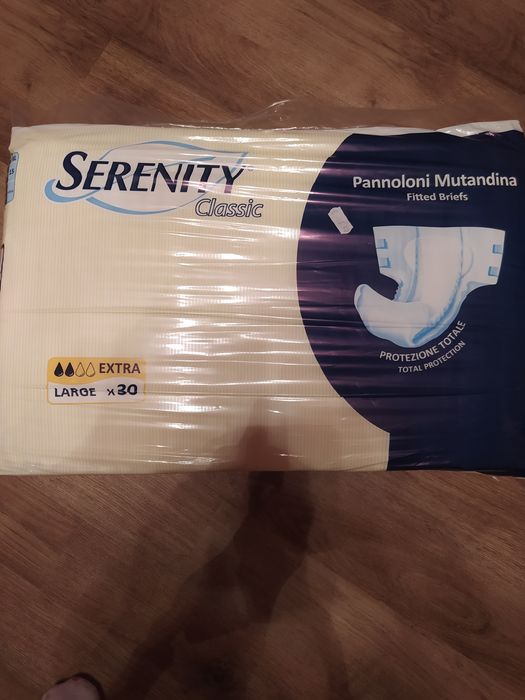 SERENITY
Classic
Pannoloni Mutandina
Fitted Briefs
PROTEZIONE TOTALE
TOTAL PROTECTION
EXTRA
LARGE x30